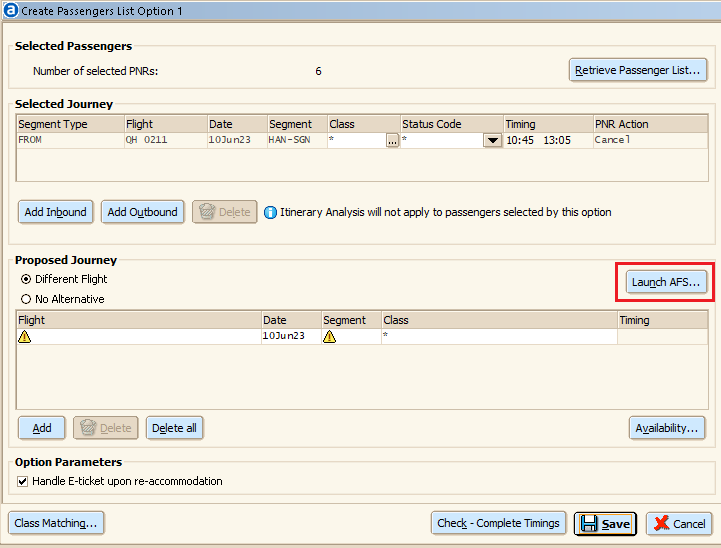 a Create Passengers List Option 1
Selected Passengers
Number of selected PNRs: 6 Retrieve Passenger List...
Selected Journey
Segment Type Flight Date Segment Class Status Code Timing PNR Action
FROM QH 0211 10Jun23 HAN-SGN * ... * 10:45 13:05 Cancel
Add Inbound Add Outbound Delete i Itinerary Analysis will not apply to passengers selected by this option
Proposed Journey
Different Flight Launch AFS...
No Alternative
Flight Date Segment Class Timing
10Jun23 *
Add Delete Delete all Availability...
Option Parameters
Handle E-ticket upon re-accommodation
Class Matching... Check - Complete Timings Save Cancel